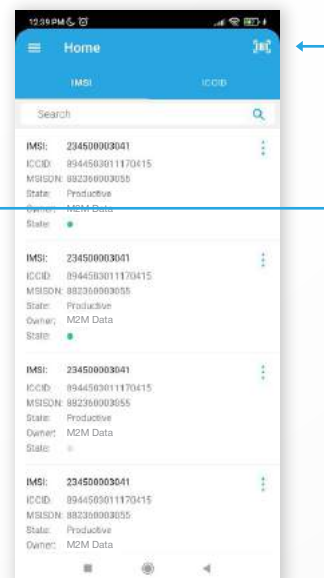 12:39 PM
Home
IMSI ICCID
Search
IMSI: 234500003041
ICCID: 8944503011170415
MSISDN: 882360003055
State: Productive
Owner: M2M Data
State:
IMSI: 234500003041
ICCID: 8944503011170415
MSISDN: 882360003055
State: Productive
Owner: M2M Data
State:
IMSI: 234500003041
ICCID: 8944503011170415
MSISDN: 882360003055
State: Productive
Owner: M2M Data
State:
IMSI: 234500003041
ICCID: 8944503011170415
MSISDN: 882360003055
State: Productive
Owner: M2M Data